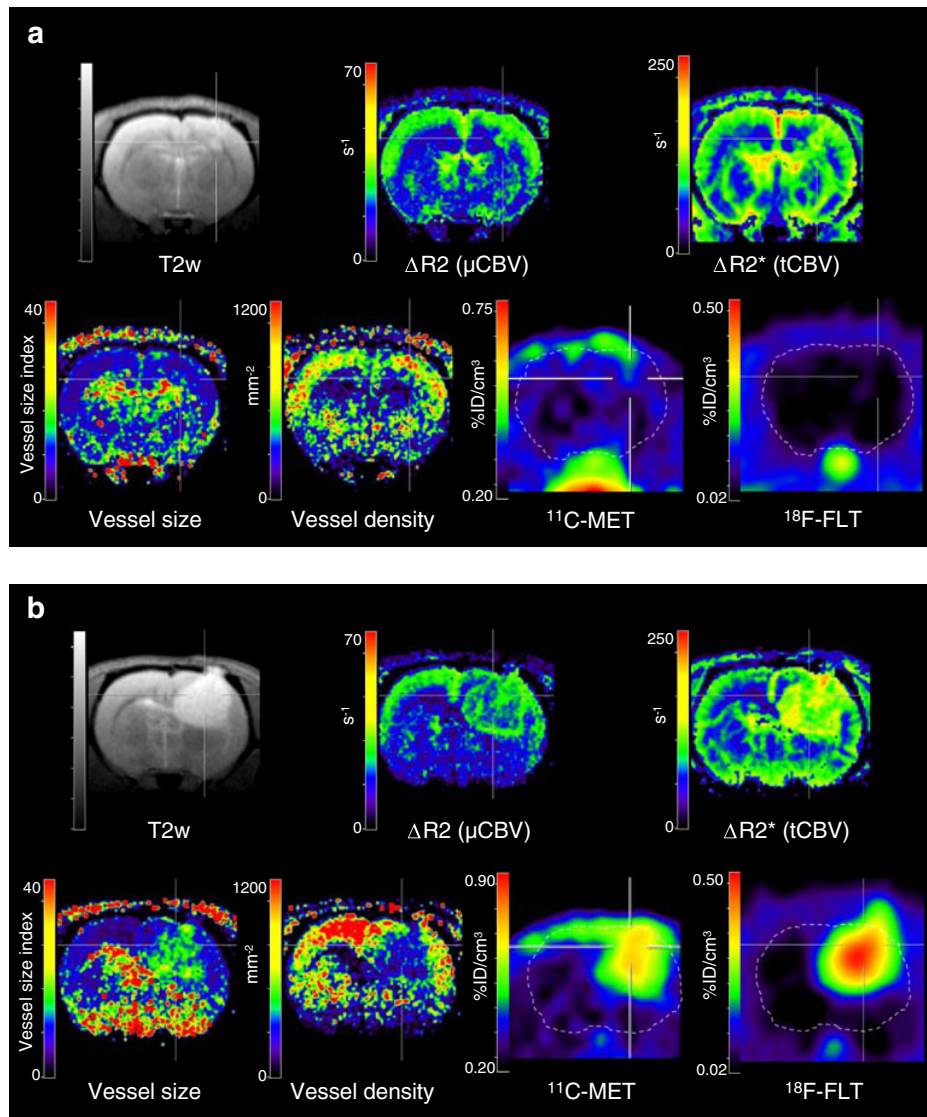 a
70
s⁻¹
0
250
s⁻¹
0
T2w
ΔR2 (µCBV)
ΔR2* (tCBV)
40
Vessel size index
0
1200
mm⁻²
0
0.75
%ID/cm³
0.20
0.50
%ID/cm³
0.02
Vessel size
Vessel density
¹¹C-MET
¹⁸F-FLT
b
70
s⁻¹
0
250
s⁻¹
0
T2w
ΔR2 (µCBV)
ΔR2* (tCBV)
40
Vessel size index
0
1200
mm⁻²
0
0.90
%ID/cm³
0.20
0.50
%ID/cm³
0.02
Vessel size
Vessel density
¹¹C-MET
¹⁸F-FLT